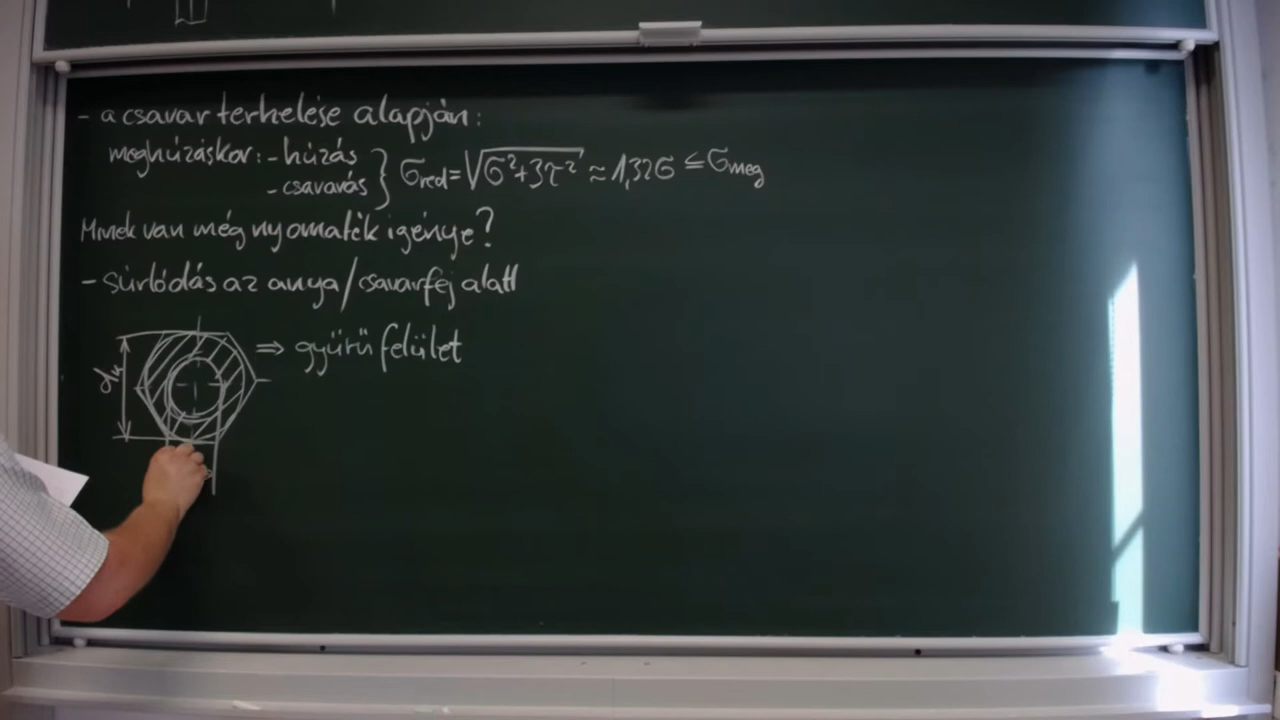 - a csavar terhelése alapján:
meghúzáskor: - húzás
- csavarás } σred = √σ²+3τ² ≈ 1,32σ ≤ σmeg
Minek van még nyomaték igénye?
- súrlódás az anya/csavarfej alatt
⇒ gyűrű felület
dk